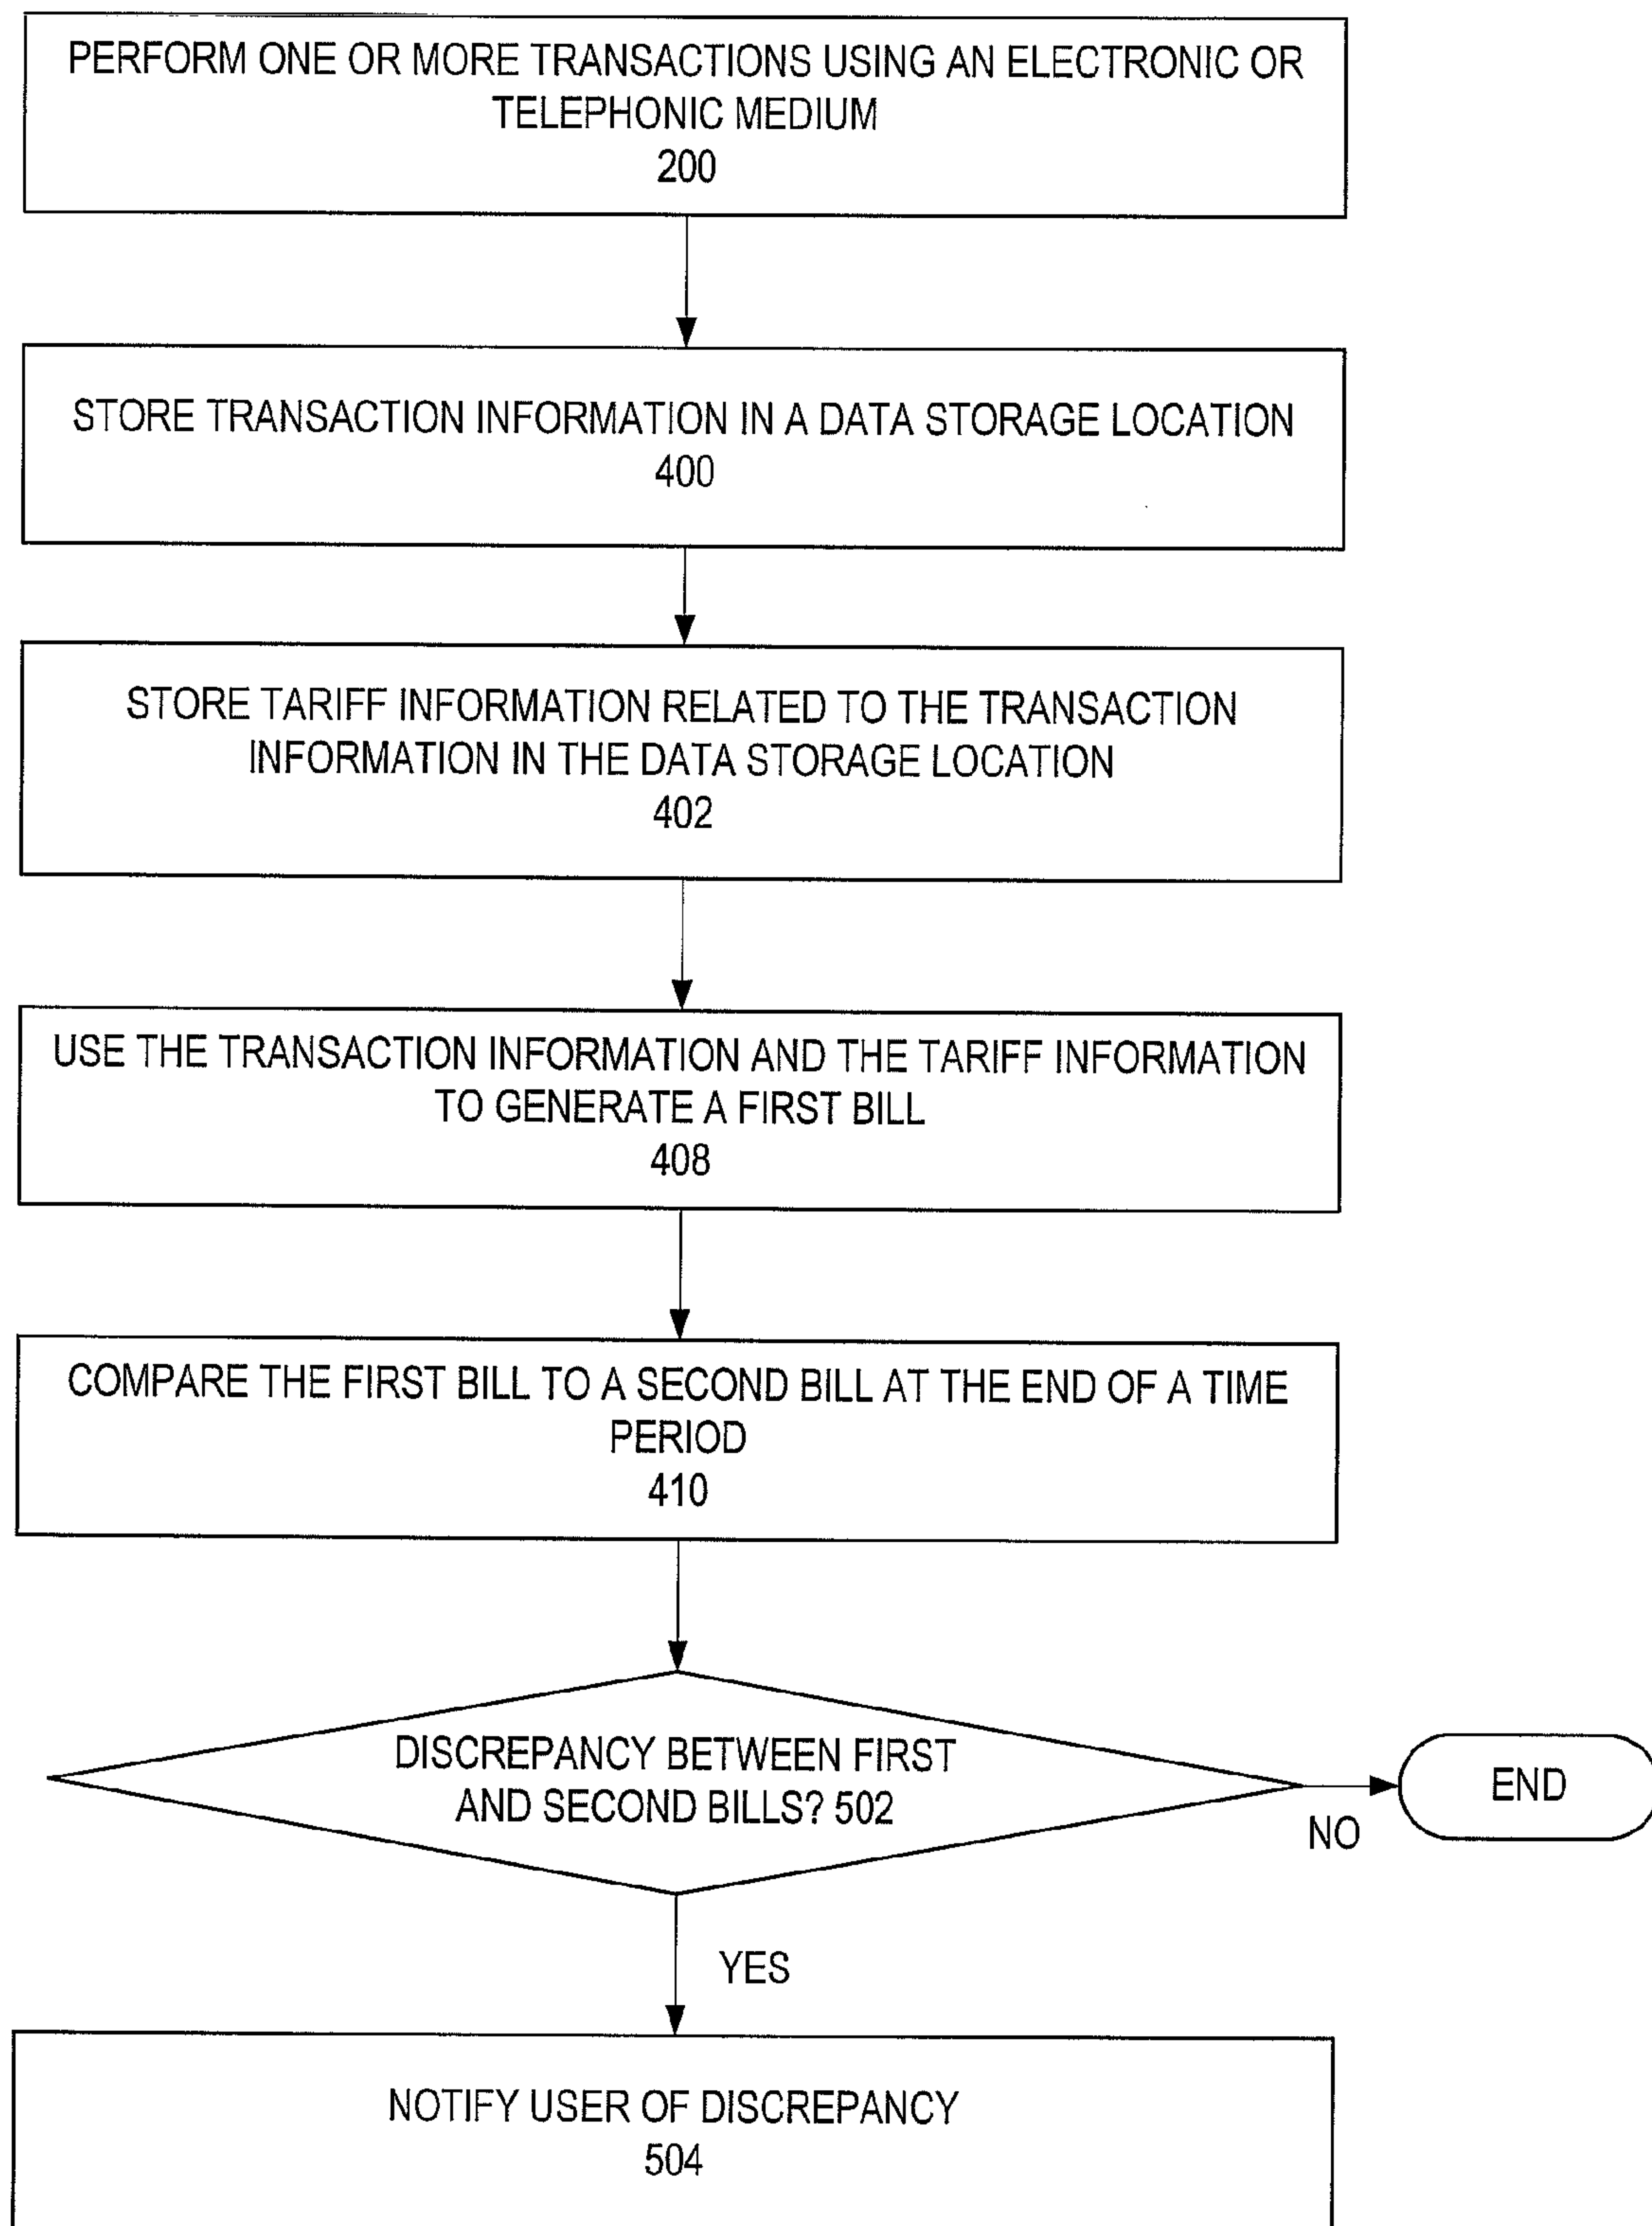 PERFORM ONE OR MORE TRANSACTIONS USING AN ELECTRONIC OR
TELEPHONIC MEDIUM
200
STORE TRANSACTION INFORMATION IN A DATA STORAGE LOCATION
400
STORE TARIFF INFORMATION RELATED TO THE TRANSACTION
INFORMATION IN THE DATA STORAGE LOCATION
402
USE THE TRANSACTION INFORMATION AND THE TARIFF INFORMATION
TO GENERATE A FIRST BILL
408
COMPARE THE FIRST BILL TO A SECOND BILL AT THE END OF A TIME
PERIOD
410
DISCREPANCY BETWEEN FIRST
AND SECOND BILLS? 502
END
NO
YES
NOTIFY USER OF DISCREPANCY
504